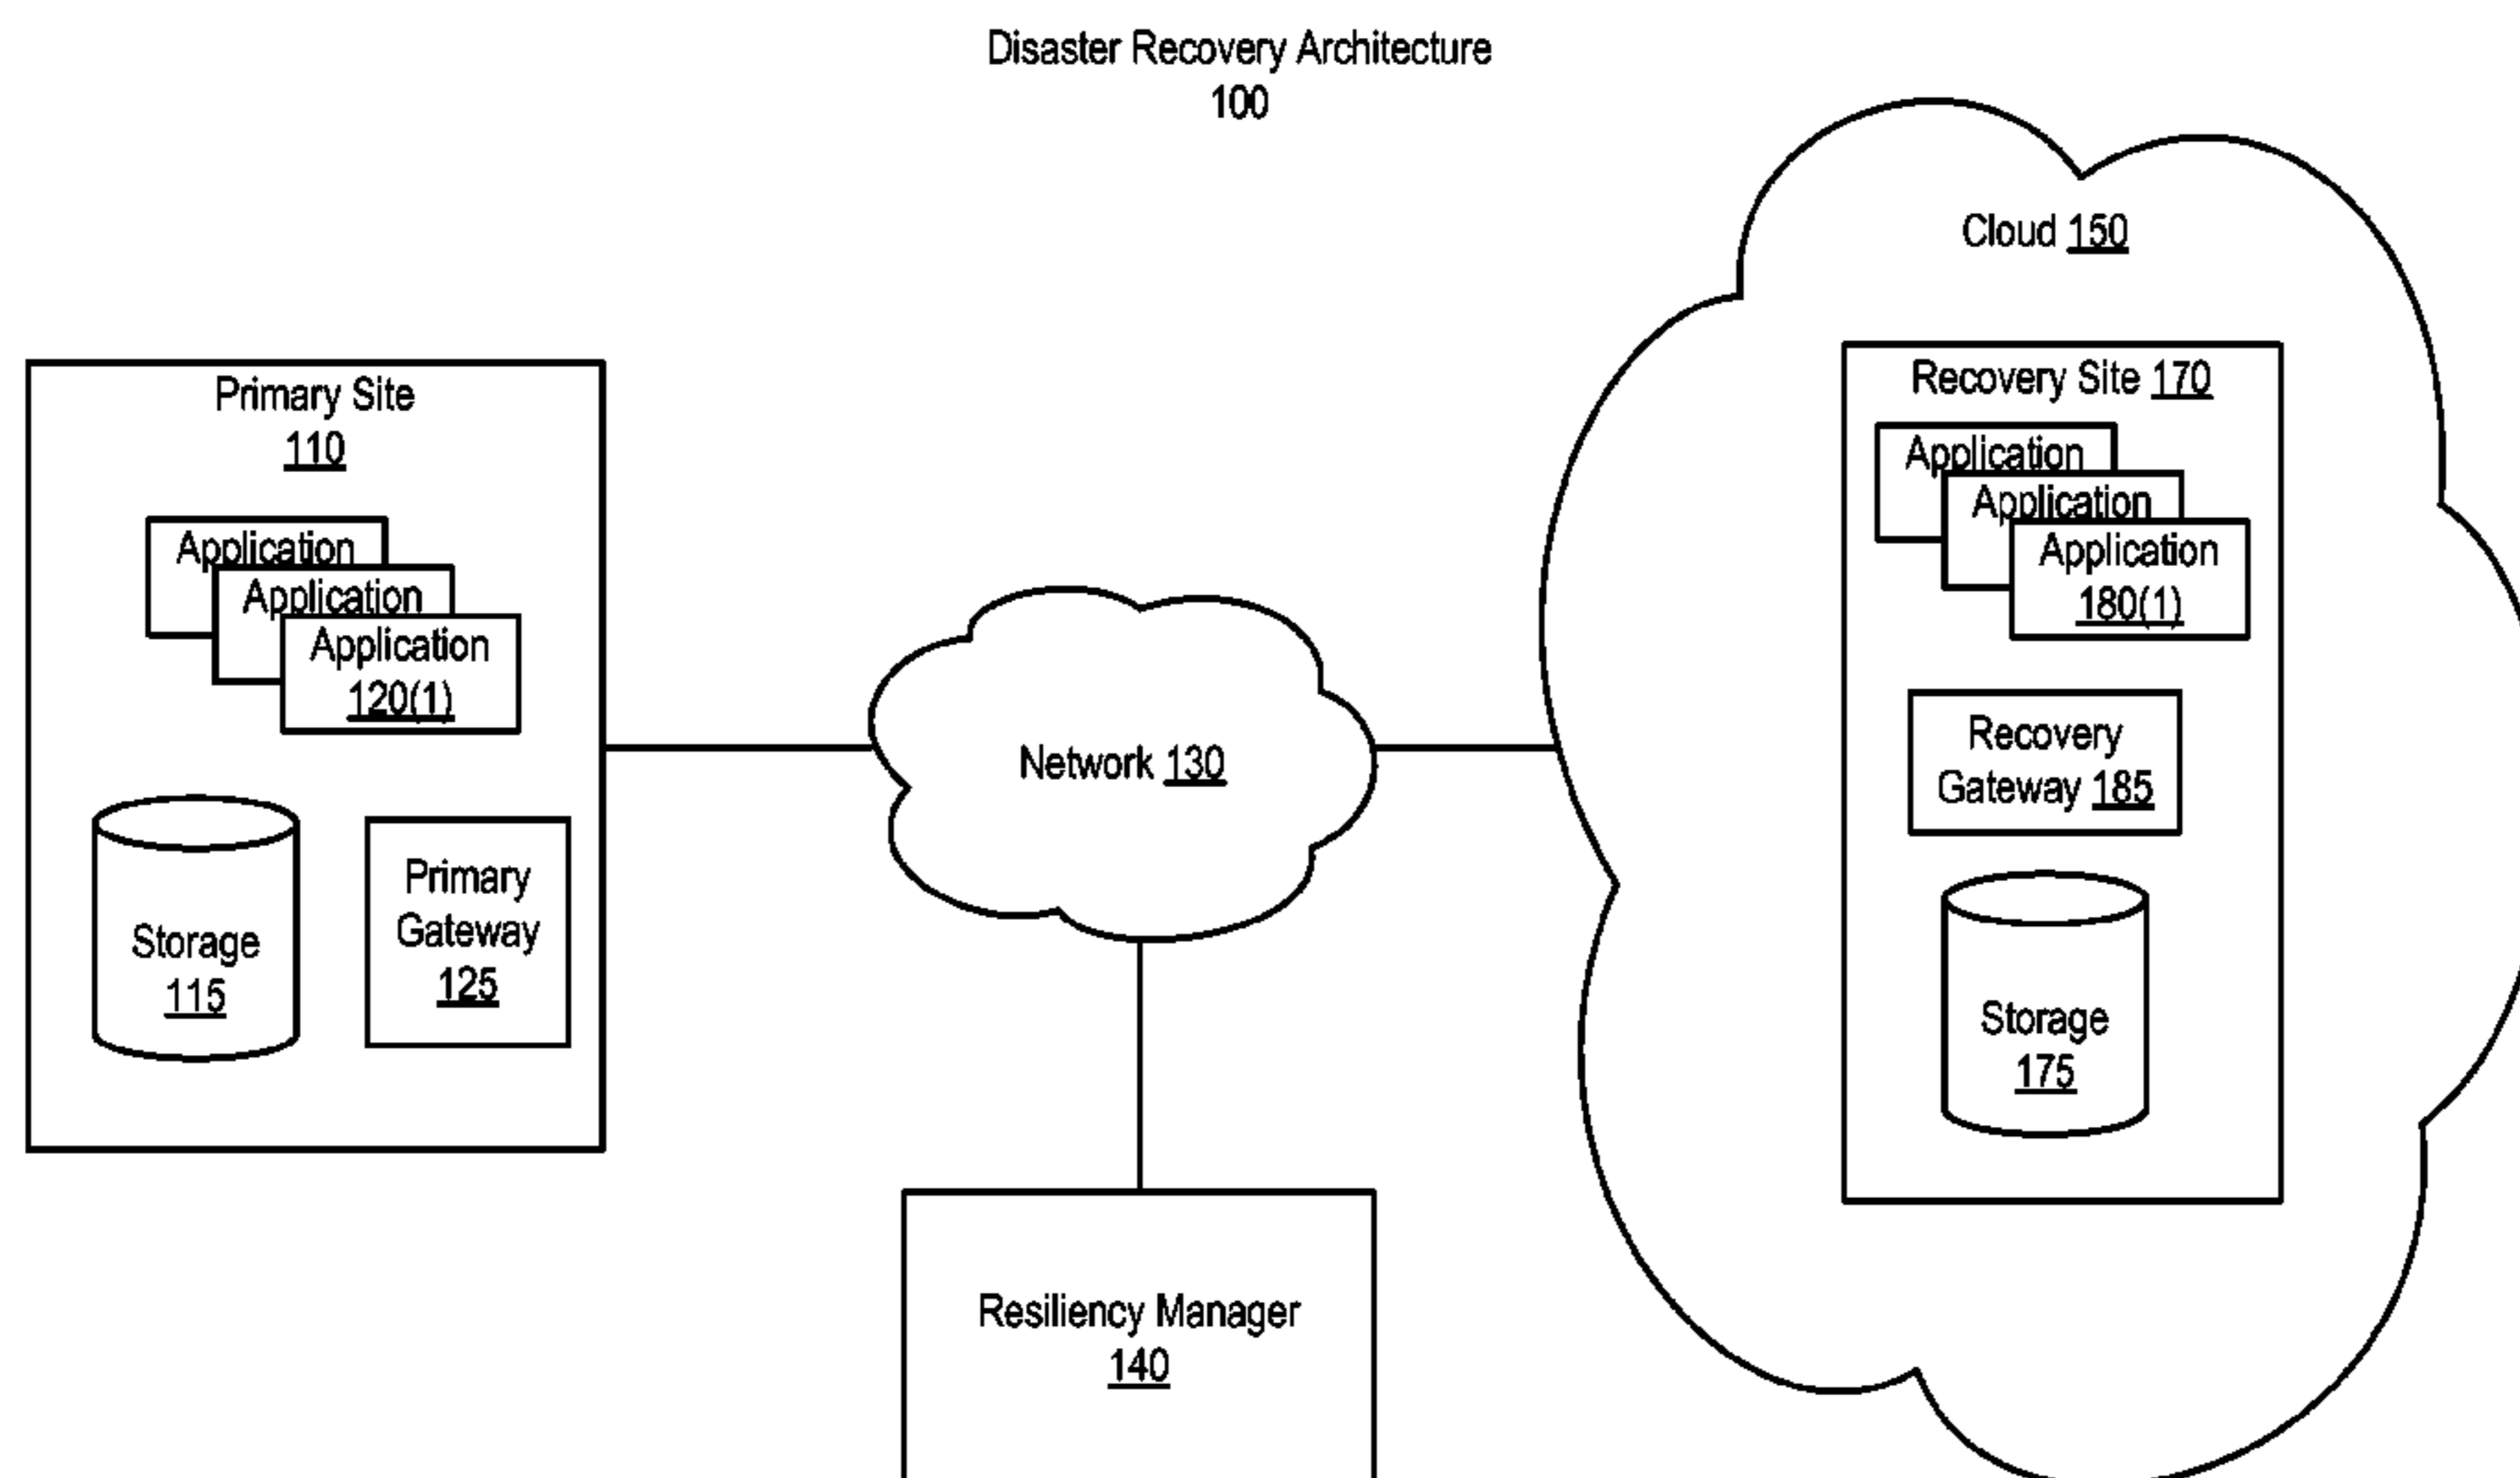 Disaster Recovery Architecture
100
Cloud 150
Primary Site
110
Application
Application
Application
120(1)
Storage
115
Primary
Gateway
125
Network 130
Resiliency Manager
140
Recovery Site 170
Application
Application
Application
180(1)
Recovery
Gateway 185
Storage
175